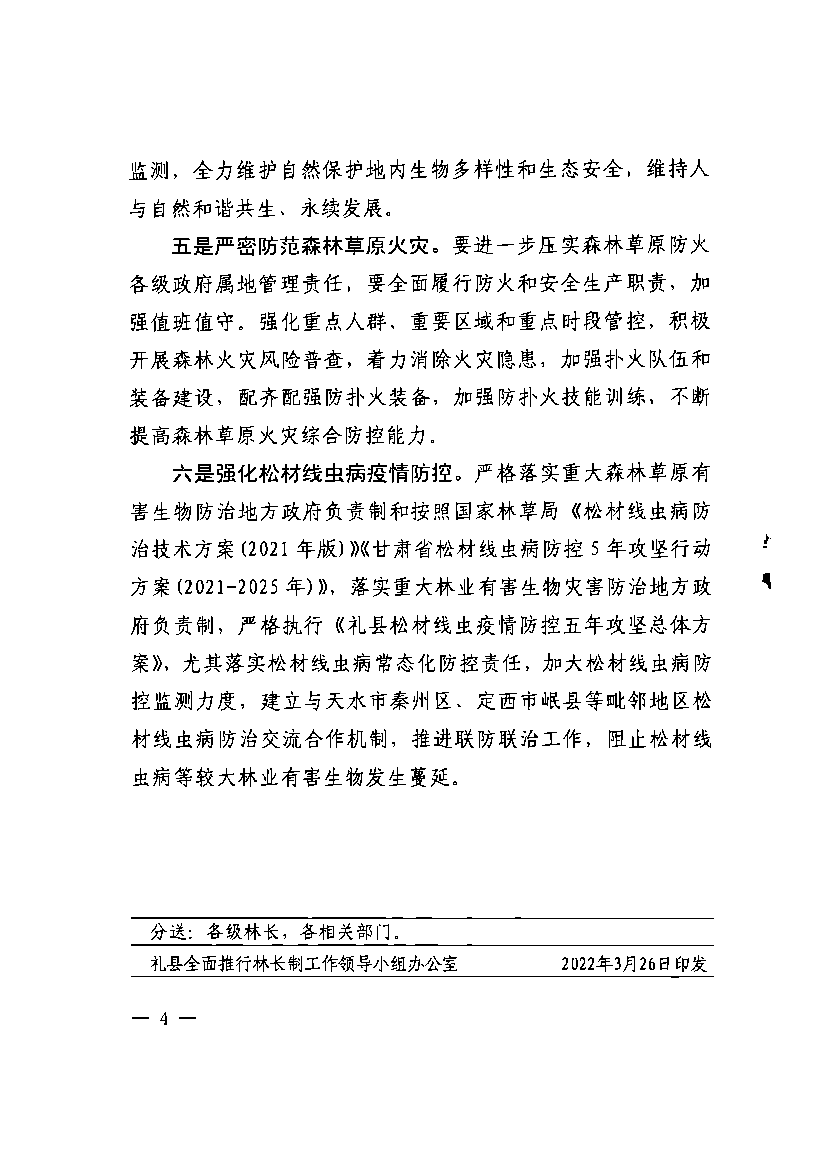 监测，全力维护自然保护地内生物多样性和生态安全，维持人
与自然和谐共生、永续发展。
五是严密防范森林草原火灾。要进一步压实森林草原防火
各级政府属地管理责任，要全面履行防火和安全生产职责，加
强值班值守。强化重点人群、重要区域和重点时段管控，积极
开展森林火灾风险普查，着力消除火灾隐患，加强扑火队伍和
装备建设，配齐配强防扑火装备，加强防扑火技能训练，不断
提高森林草原火灾综合防控能力。
六是强化松材线虫病疫情防控。严格落实重大森林草原有
害生物防治地方政府负责制和按照国家林草局《松材线虫病防
治技术方案(2021年版)》《甘肃省松材线虫病防控5年攻坚行动
方案(2021-2025年)》，落实重大林业有害生物灾害防治地方政
府负责制，严格执行《礼县松材线虫疫情防控五年攻坚总体方
案》，尤其落实松材线虫病常态化防控责任，加大松材线虫病防
控监测力度，建立与天水市秦州区、定西市岷县等毗邻地区松
材线虫病防治交流合作机制，推进联防联治工作，阻止松材线
虫病等较大林业有害生物发生蔓延。
分送：各级林长，各相关部门。
礼县全面推行林长制工作领导小组办公室 2022年3月26日印发
— 4 —